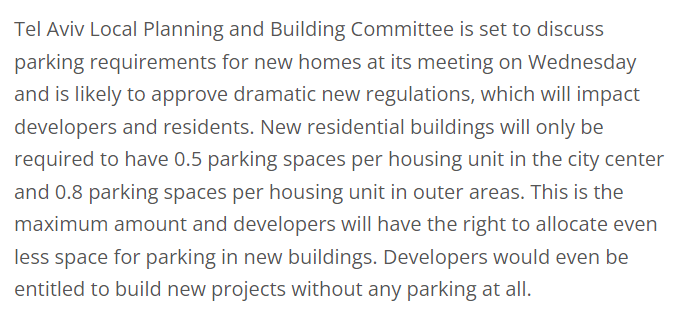 Tel Aviv Local Planning and Building Committee is set to discuss
parking requirements for new homes at its meeting on Wednesday
and is likely to approve dramatic new regulations, which will impact
developers and residents. New residential buildings will only be
required to have 0.5 parking spaces per housing unit in the city center
and 0.8 parking spaces per housing unit in outer areas. This is the
maximum amount and developers will have the right to allocate even
less space for parking in new buildings. Developers would even be
entitled to build new projects without any parking at all.